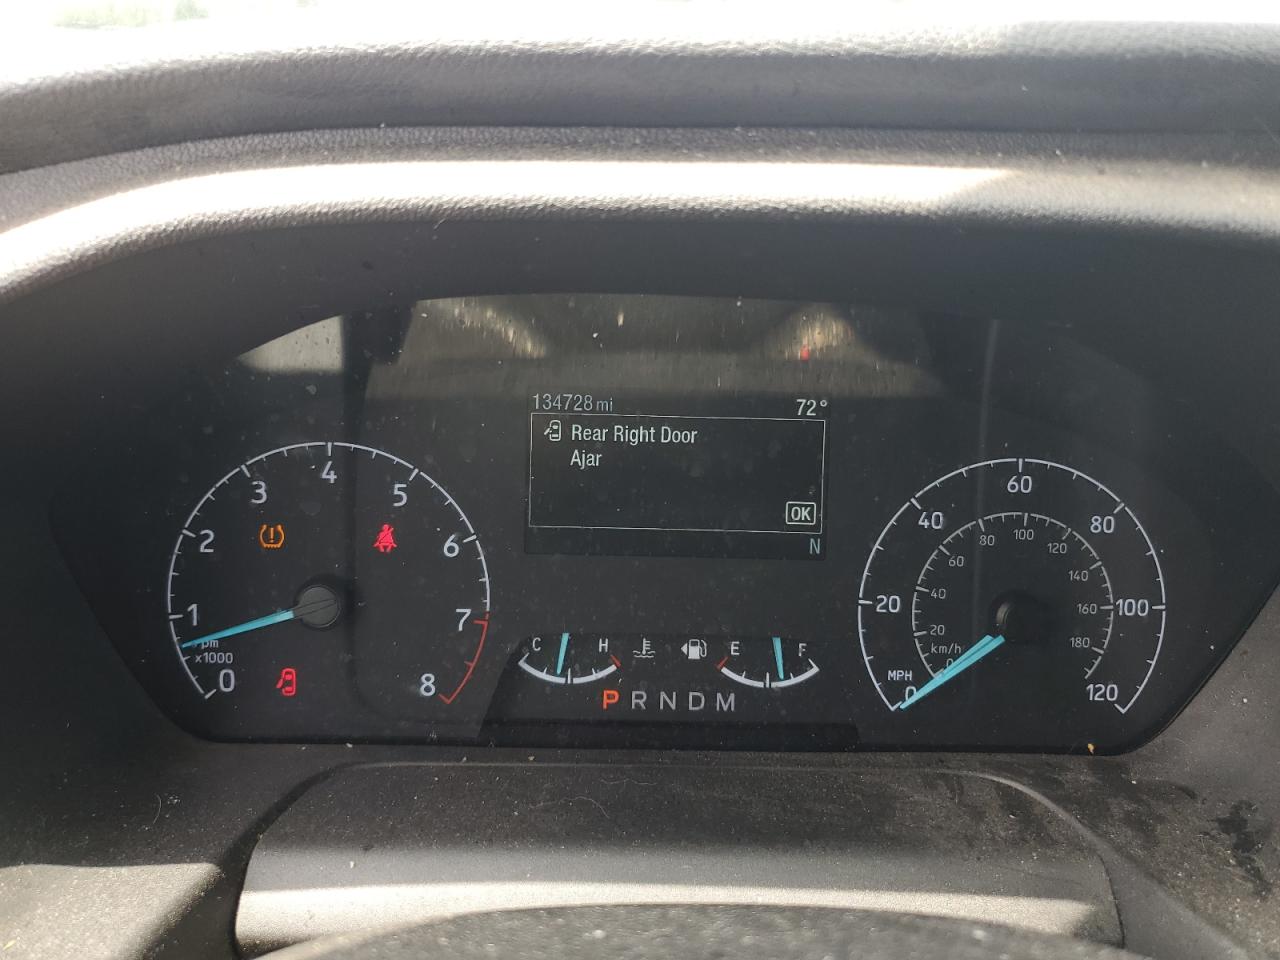 134728 mi 72°
Rear Right Door
Ajar
OK
N
0 1 2 3 4 5 6 7 8
x1000
C H
E F
P R N D M
MPH
0 20 40 60 80 100 120
km/h
0 20 40 60 80 100 120 140 160 180